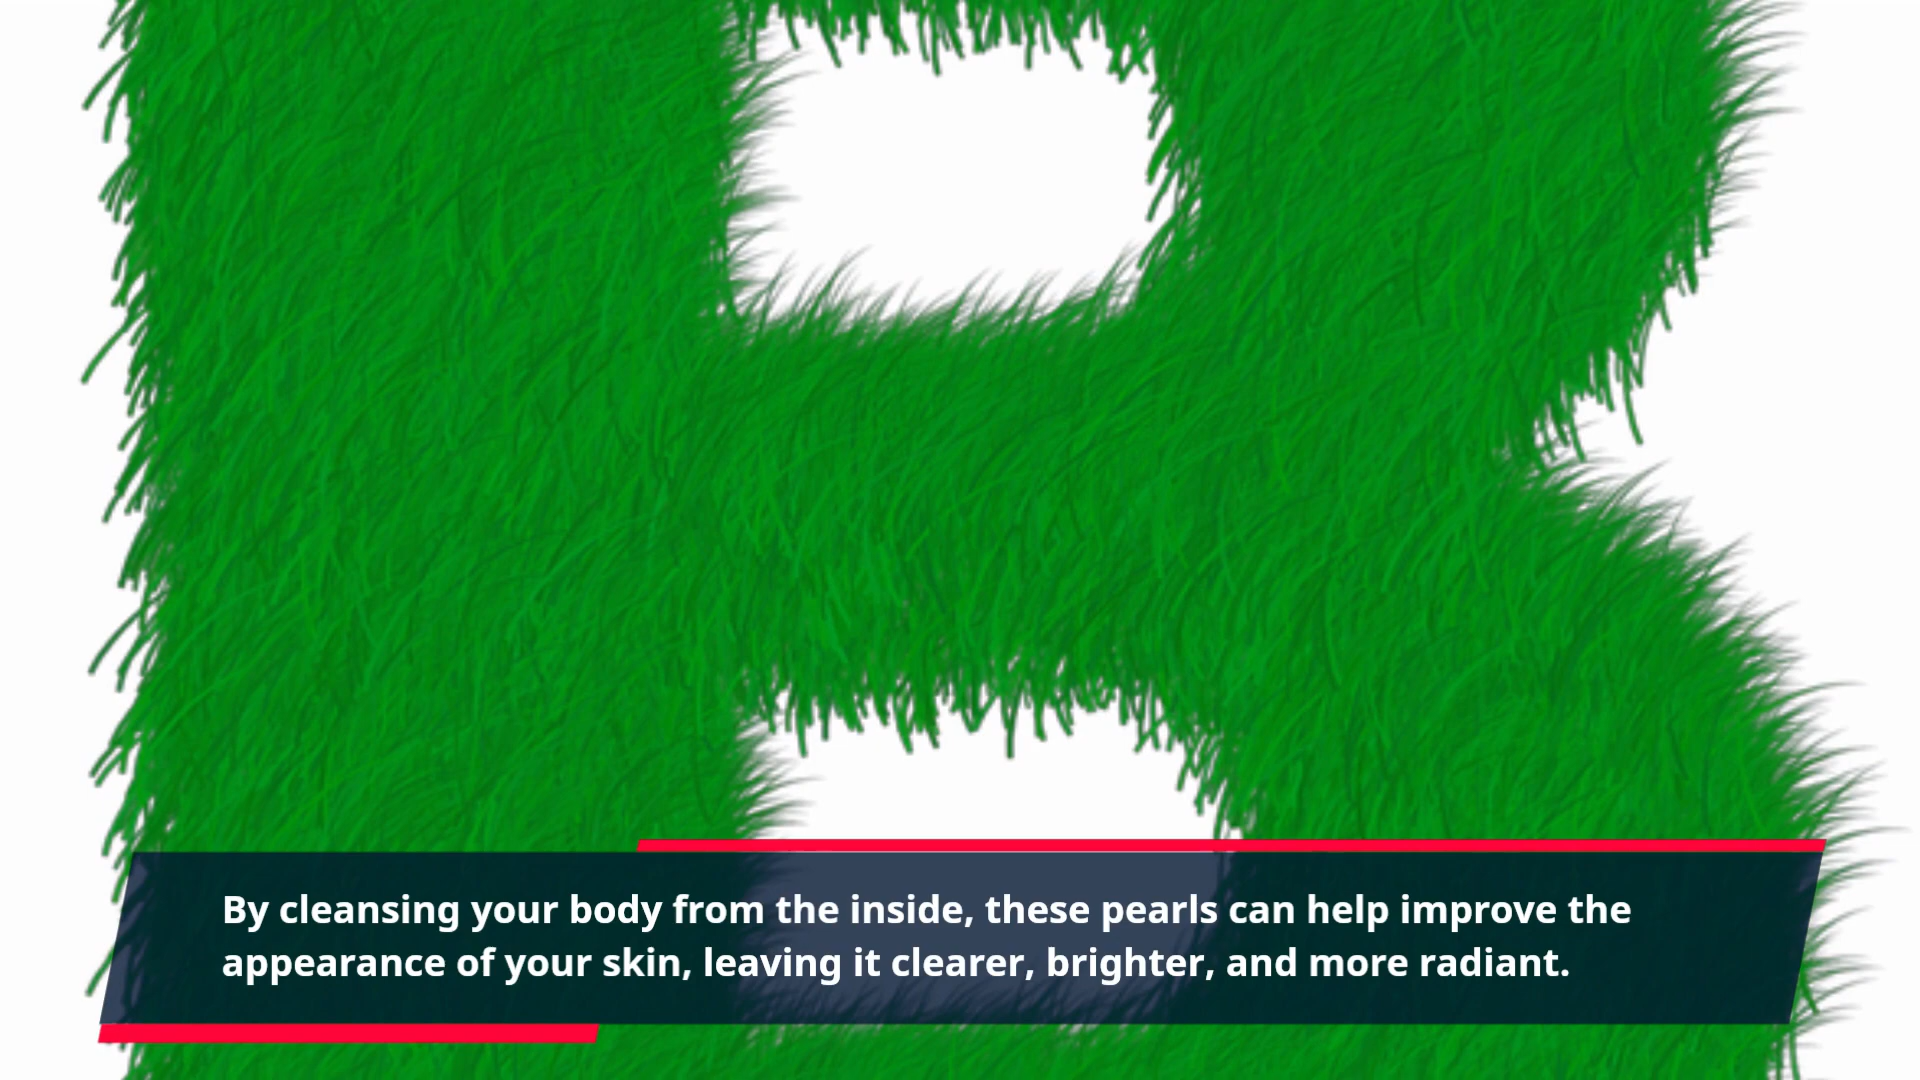 B
By cleansing your body from the inside, these pearls can help improve the
appearance of your skin, leaving it clearer, brighter, and more radiant.